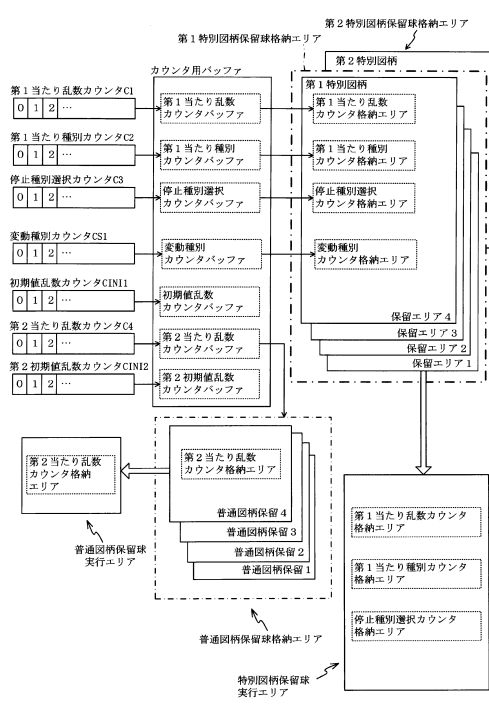 第２特別図柄保留球格納エリア
第１特別図柄保留球格納エリア
第２特別図柄
カウンタ用バッファ
第１特別図柄
第１当たり乱数カウンタC1
0 1 2 …
第１当たり乱数
カウンタバッファ
第１当たり乱数
カウンタ格納エリア
第１当たり種別カウンタC2
0 1 2 …
第１当たり種別
カウンタバッファ
第１当たり種別
カウンタ格納エリア
停止種別選択カウンタC3
0 1 2 …
停止種別選択
カウンタバッファ
停止種別選択
カウンタ格納エリア
変動種別カウンタCS1
0 1 2 …
変動種別
カウンタバッファ
変動種別
カウンタ格納エリア
初期値乱数カウンタCINI1
0 1 2 …
初期値乱数
カウンタバッファ
第２当たり乱数カウンタC4
0 1 2 …
第２当たり乱数
カウンタバッファ
第２初期値乱数カウンタCINI2
0 1 2 …
第２初期値乱数
カウンタバッファ
保留エリア４
保留エリア３
保留エリア２
保留エリア１
第２当たり乱数
カウンタ格納
エリア
普通図柄保留球
実行エリア
第２当たり乱数
カウンタ格納エリア
普通図柄保留４
普通図柄保留３
普通図柄保留２
普通図柄保留１
普通図柄保留球格納エリア
第１当たり乱数カウンタ
格納エリア
第１当たり種別カウンタ
格納エリア
停止種別選択カウンタ
格納エリア
特別図柄保留球
実行エリア